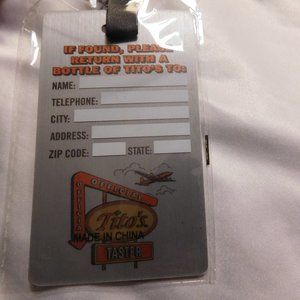 IF FOUND, PLEASE
RETURN WITH A
BOTTLE OF TITO'S TO:
NAME:
TELEPHONE:
CITY:
ADDRESS:
ZIP CODE: STATE:
OFFICIAL
OFFICIAL
Tito's
MADE IN CHINA
TASTER